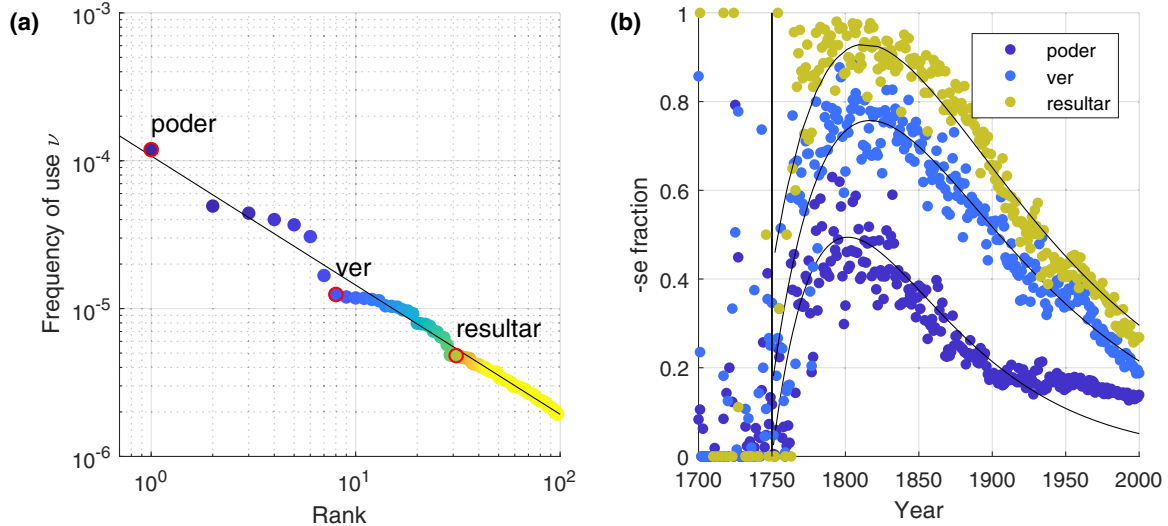 (a)
10^-3
10^-4
10^-5
10^-6
Frequency of use ν
poder
ver
resultar
10^0
10^1
10^2
Rank
(b)
1
0.8
0.6
0.4
0.2
0
-se fraction
poder
ver
resultar
1700
1750
1800
1850
1900
1950
2000
Year